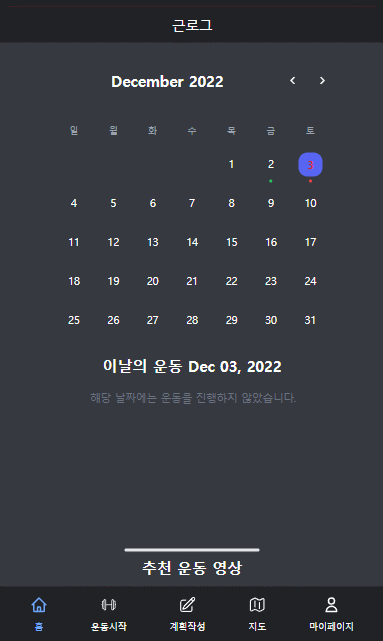 근로그
December 2022
일 월 화 수 목 금 토
1 2 3
4 5 6 7 8 9 10
11 12 13 14 15 16 17
18 19 20 21 22 23 24
25 26 27 28 29 30 31
이날의 운동 Dec 03, 2022
해당 날짜에는 운동을 진행하지 않았습니다.
추천 운동 영상
홈 운동시작 계획작성 지도 마이페이지